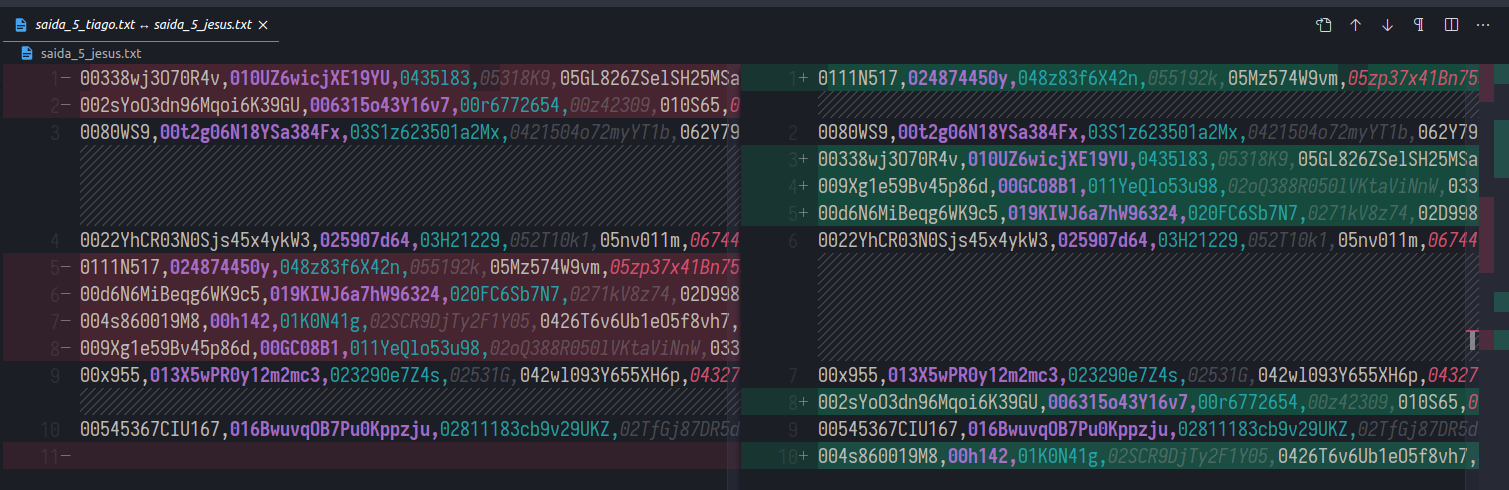 saida_5_tiago.txt ↔ saida_5_jesus.txt ×
saida_5_jesus.txt
1− 00338wj3O70R4v,010UZ6wicjXE19YU,0435l83,05318K9,05GL826ZSelSH25MSa
2− 002sYoO3dn96Mqoi6K39GU,006315o43Y16v7,00r6772654,00z42309,010S65,0
3 0080WS9,00t2g06N18YSa384Fx,03S1z623501a2Mx,0421504o72myYT1b,062Y79
4 0022YhCR03N0Sjs45x4ykW3,025907d64,03H21229,052T10k1,05nv011m,06744
5− 0111N517,024874450y,048z83f6X42n,055192k,05Mz574W9vm,05zp37x41Bn75
6− 00d6N6MiBeqg6WK9c5,019KIWJ6a7hW96324,020FC6Sb7N7,0271kV8z74,02D998
7− 004s860019M8,00h142,01K0N41g,02SCR9DjTy2F1Y05,0426T6v6Ub1eO5f8vh7,
8− 009Xg1e59Bv45p86d,00GC08B1,011YeQlo53u98,02oQ388R050lVKtaViNnW,033
9 00x955,013X5wPR0y12m2mc3,023290e7Z4s,02531G,042wl093Y655XH6p,04327
10 00545367CIU167,016BwuvqOB7Pu0Kppzju,02811183cb9v29UKZ,02TfGj87DR5d
11−
1+ 0111N517,024874450y,048z83f6X42n,055192k,05Mz574W9vm,05zp37x41Bn75
2 0080WS9,00t2g06N18YSa384Fx,03S1z623501a2Mx,0421504o72myYT1b,062Y79
3+ 00338wj3O70R4v,010UZ6wicjXE19YU,0435l83,05318K9,05GL826ZSelSH25MSa
4+ 009Xg1e59Bv45p86d,00GC08B1,011YeQlo53u98,02oQ388R050lVKtaViNnW,033
5+ 00d6N6MiBeqg6WK9c5,019KIWJ6a7hW96324,020FC6Sb7N7,0271kV8z74,02D998
6 0022YhCR03N0Sjs45x4ykW3,025907d64,03H21229,052T10k1,05nv011m,06744
7 00x955,013X5wPR0y12m2mc3,023290e7Z4s,02531G,042wl093Y655XH6p,04327
8+ 002sYoO3dn96Mqoi6K39GU,006315o43Y16v7,00r6772654,00z42309,010S65,0
9 00545367CIU167,016BwuvqOB7Pu0Kppzju,02811183cb9v29UKZ,02TfGj87DR5d
10+ 004s860019M8,00h142,01K0N41g,02SCR9DjTy2F1Y05,0426T6v6Ub1eO5f8vh7,